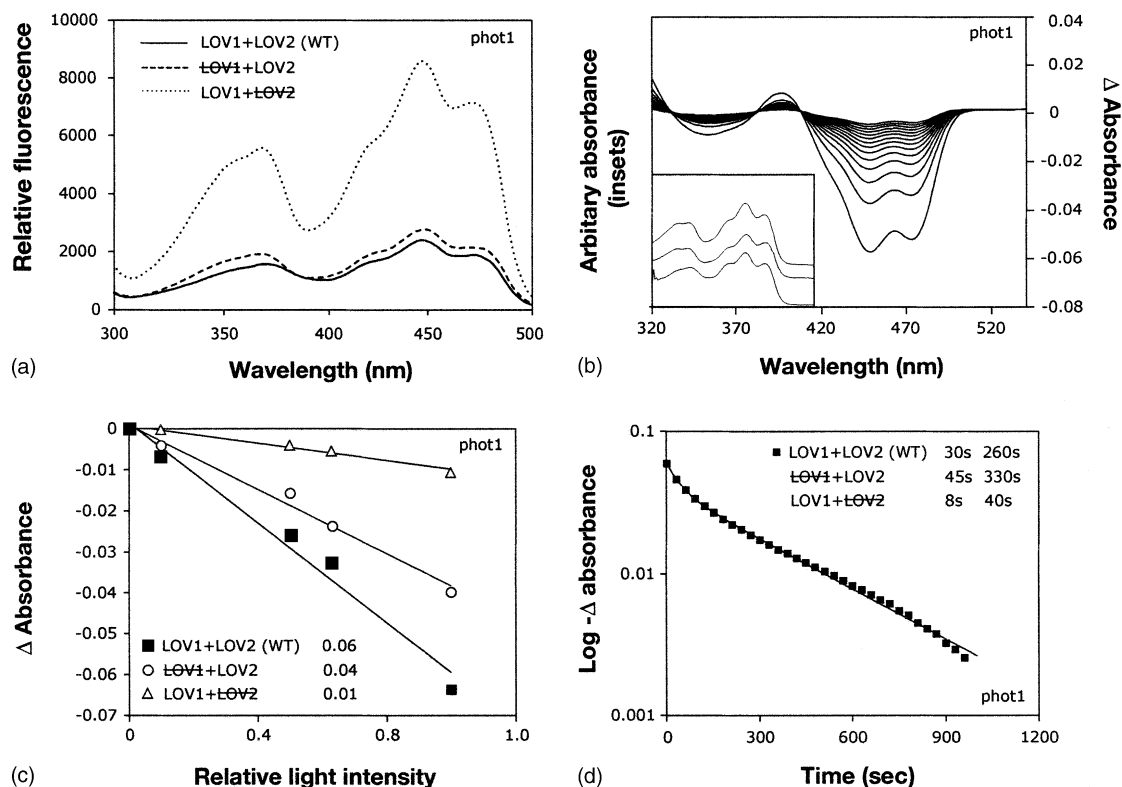 10000
8000
6000
4000
2000
0
Relative fluorescence
phot1
LOV1+LOV2 (WT)
LOV1+LOV2
LOV1+LOV2
300 350 400 450 500
Wavelength (nm)
(a)
Arbitary absorbance
(insets)
phot1
0.04
0.02
0
-0.02
-0.04
-0.06
-0.08
Δ Absorbance
320 370 420 470 520
Wavelength (nm)
(b)
0
-0.01
-0.02
-0.03
-0.04
-0.05
-0.06
-0.07
Δ Absorbance
phot1
LOV1+LOV2 (WT) 0.06
LOV1+LOV2 0.04
LOV1+LOV2 0.01
0 0.4 0.6 1.0
Relative light intensity
(c)
0.1
0.01
0.001
Log -Δ absorbance
LOV1+LOV2 (WT) 30s 260s
LOV1+LOV2 45s 330s
LOV1+LOV2 8s 40s
phot1
0 300 600 900 1200
Time (sec)
(d)